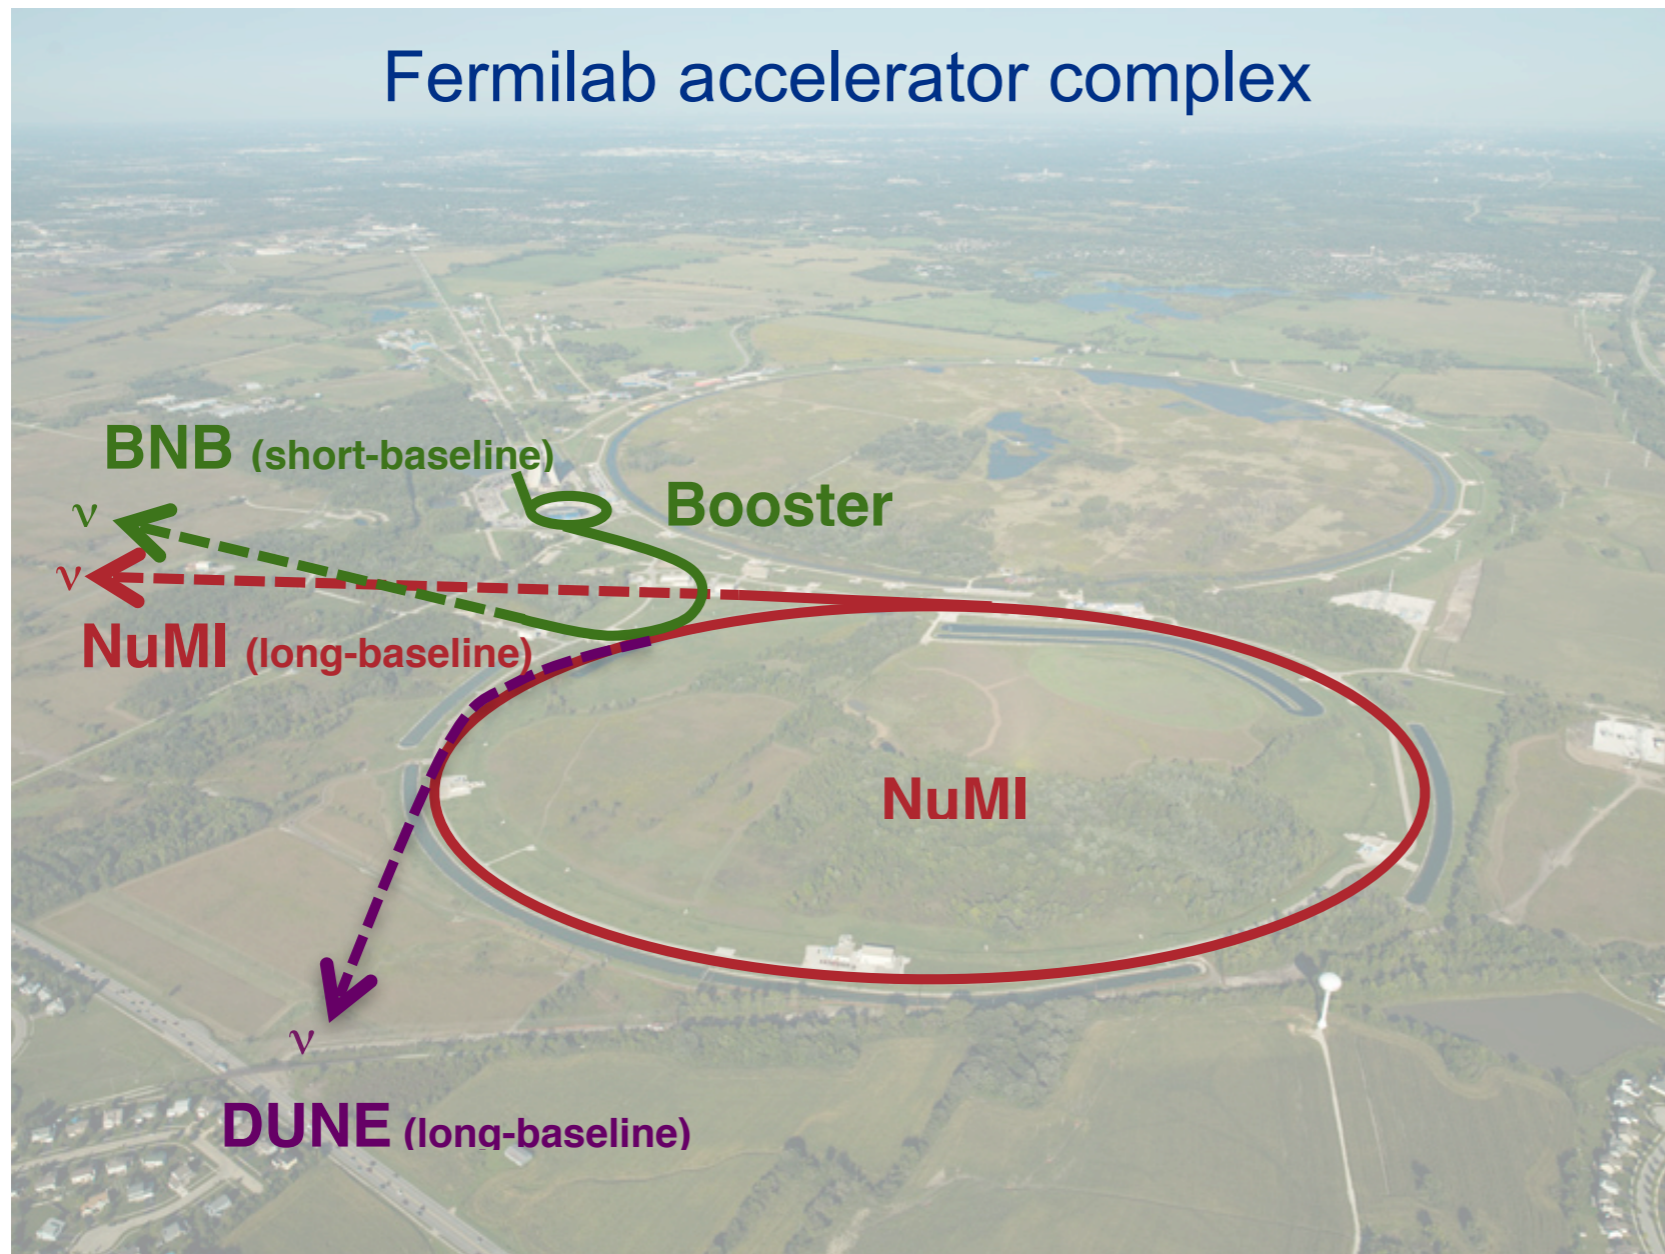 Fermilab accelerator complex
BNB (short-baseline)
Booster
ν
ν
NuMI (long-baseline)
NuMI
ν
DUNE (long-baseline)